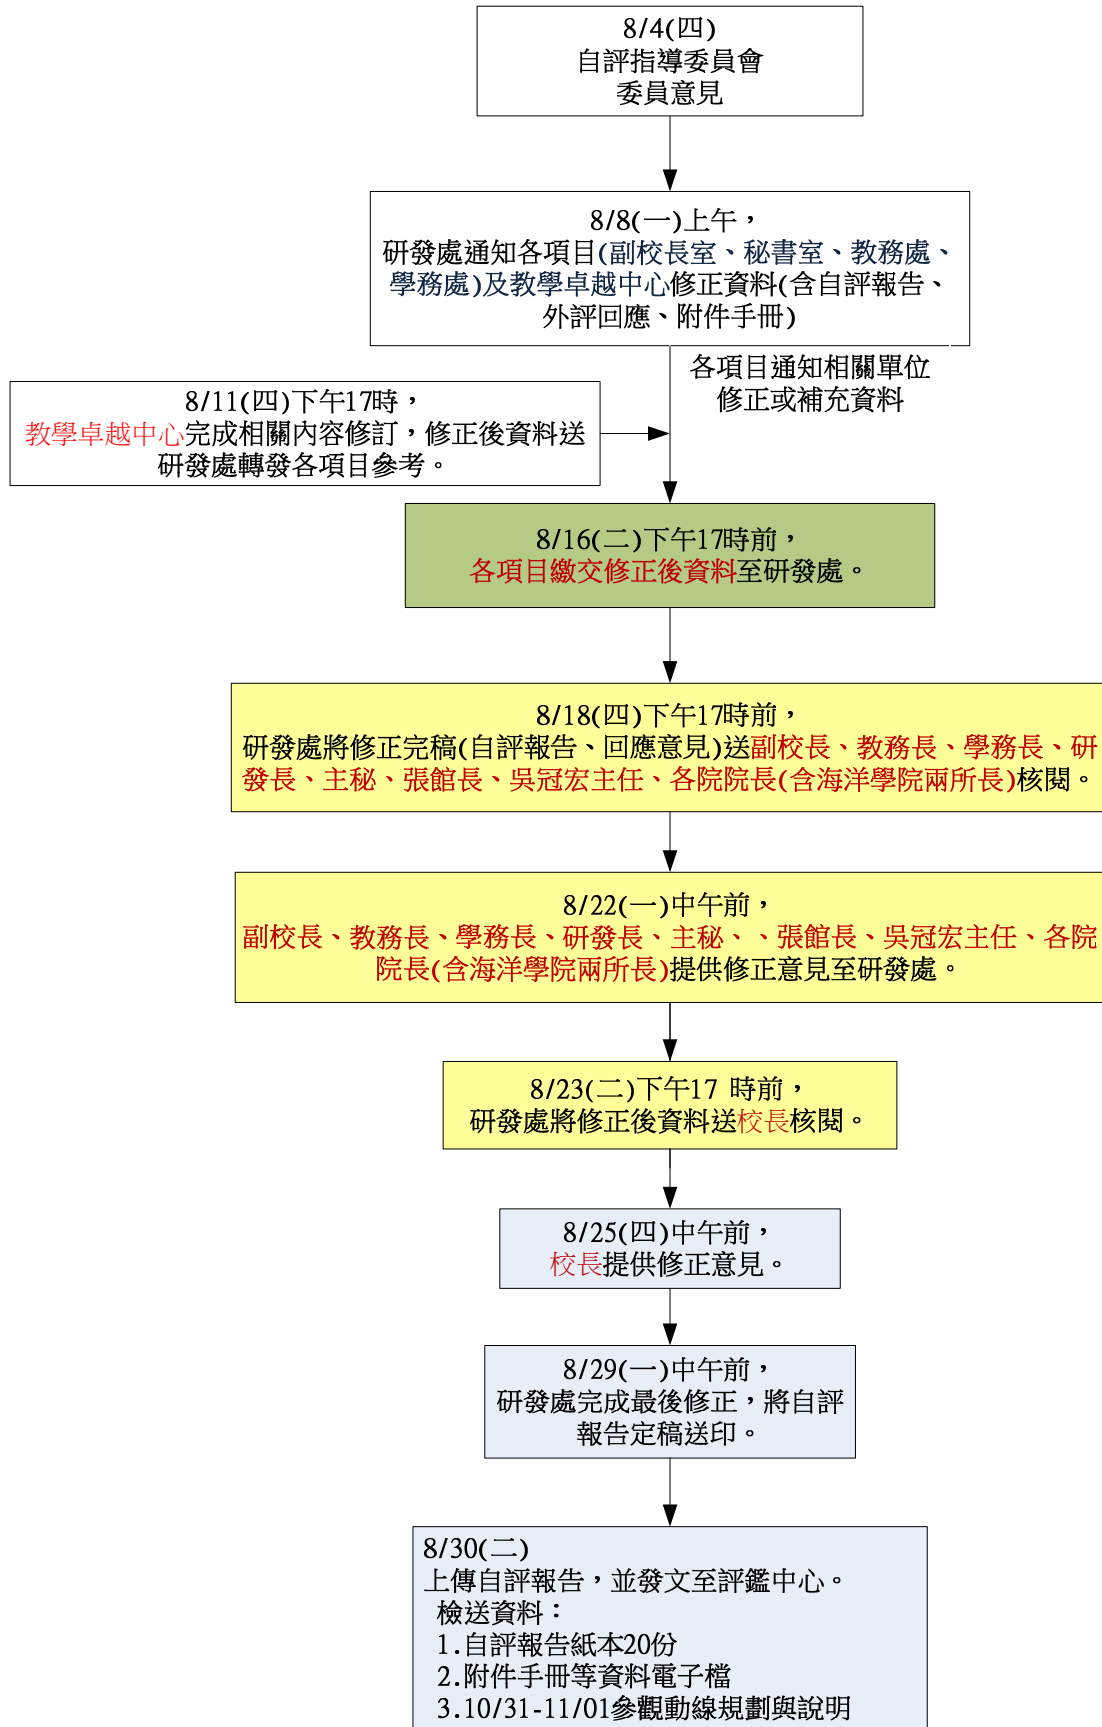 8/4(四)
自評指導委員會
委員意見
8/8(一)上午，
研發處通知各項目(副校長室、秘書室、教務處、
學務處)及教學卓越中心修正資料(含自評報告、
外評回應、附件手冊)
各項目通知相關單位
修正或補充資料
8/11(四)下午17時，
教學卓越中心完成相關內容修訂，修正後資料送
研發處轉發各項目參考。
8/16(二)下午17時前，
各項目繳交修正後資料至研發處。
8/18(四)下午17時前，
研發處將修正完稿(自評報告、回應意見)送副校長、教務長、學務長、研
發長、主秘、張館長、吳冠宏主任、各院院長(含海洋學院兩所長)核閱。
8/22(一)中午前，
副校長、教務長、學務長、研發長、主秘、、張館長、吳冠宏主任、各院
院長(含海洋學院兩所長)提供修正意見至研發處。
8/23(二)下午17 時前，
研發處將修正後資料送校長核閱。
8/25(四)中午前，
校長提供修正意見。
8/29(一)中午前，
研發處完成最後修正，將自評
報告定稿送印。
8/30(二)
上傳自評報告，並發文至評鑑中心。
檢送資料：
1.自評報告紙本20份
2.附件手冊等資料電子檔
3.10/31-11/01參觀動線規劃與說明